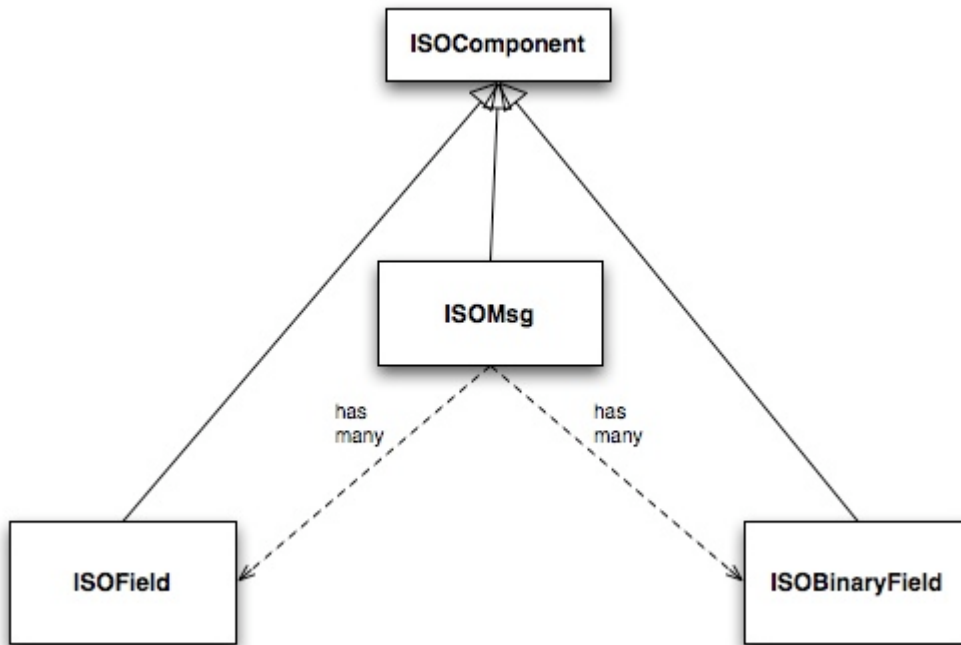 ISOComponent
ISOMsg
has
many
has
many
ISOField
ISOBinaryField